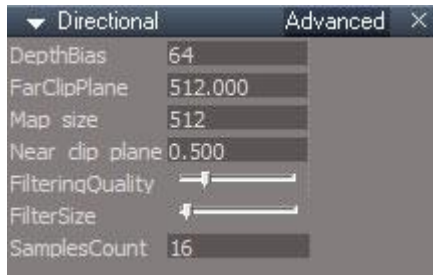 Directional Advanced
DepthBias 64
FarClipPlane 512.000
Map size 512
Near clip plane 0.500
FilteringQuality
FilterSize
SamplesCount 16